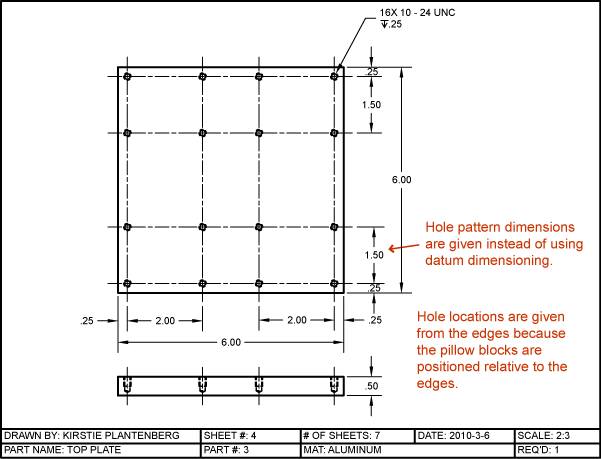 16X 10 - 24 UNC
↧.25
.25
1.50
6.00
Hole pattern dimensions
are given instead of using
datum dimensioning.
1.50
.25
.25
2.00
2.00
.25
Hole locations are given
from the edges because
the pillow blocks are
positioned relative to the
edges.
6.00
.50
DRAWN BY: KIRSTIE PLANTENBERG SHEET #: 4 # OF SHEETS: 7 DATE: 2010-3-6 SCALE: 2:3
PART NAME: TOP PLATE PART #: 3 MAT: ALUMINUM REQ'D: 1